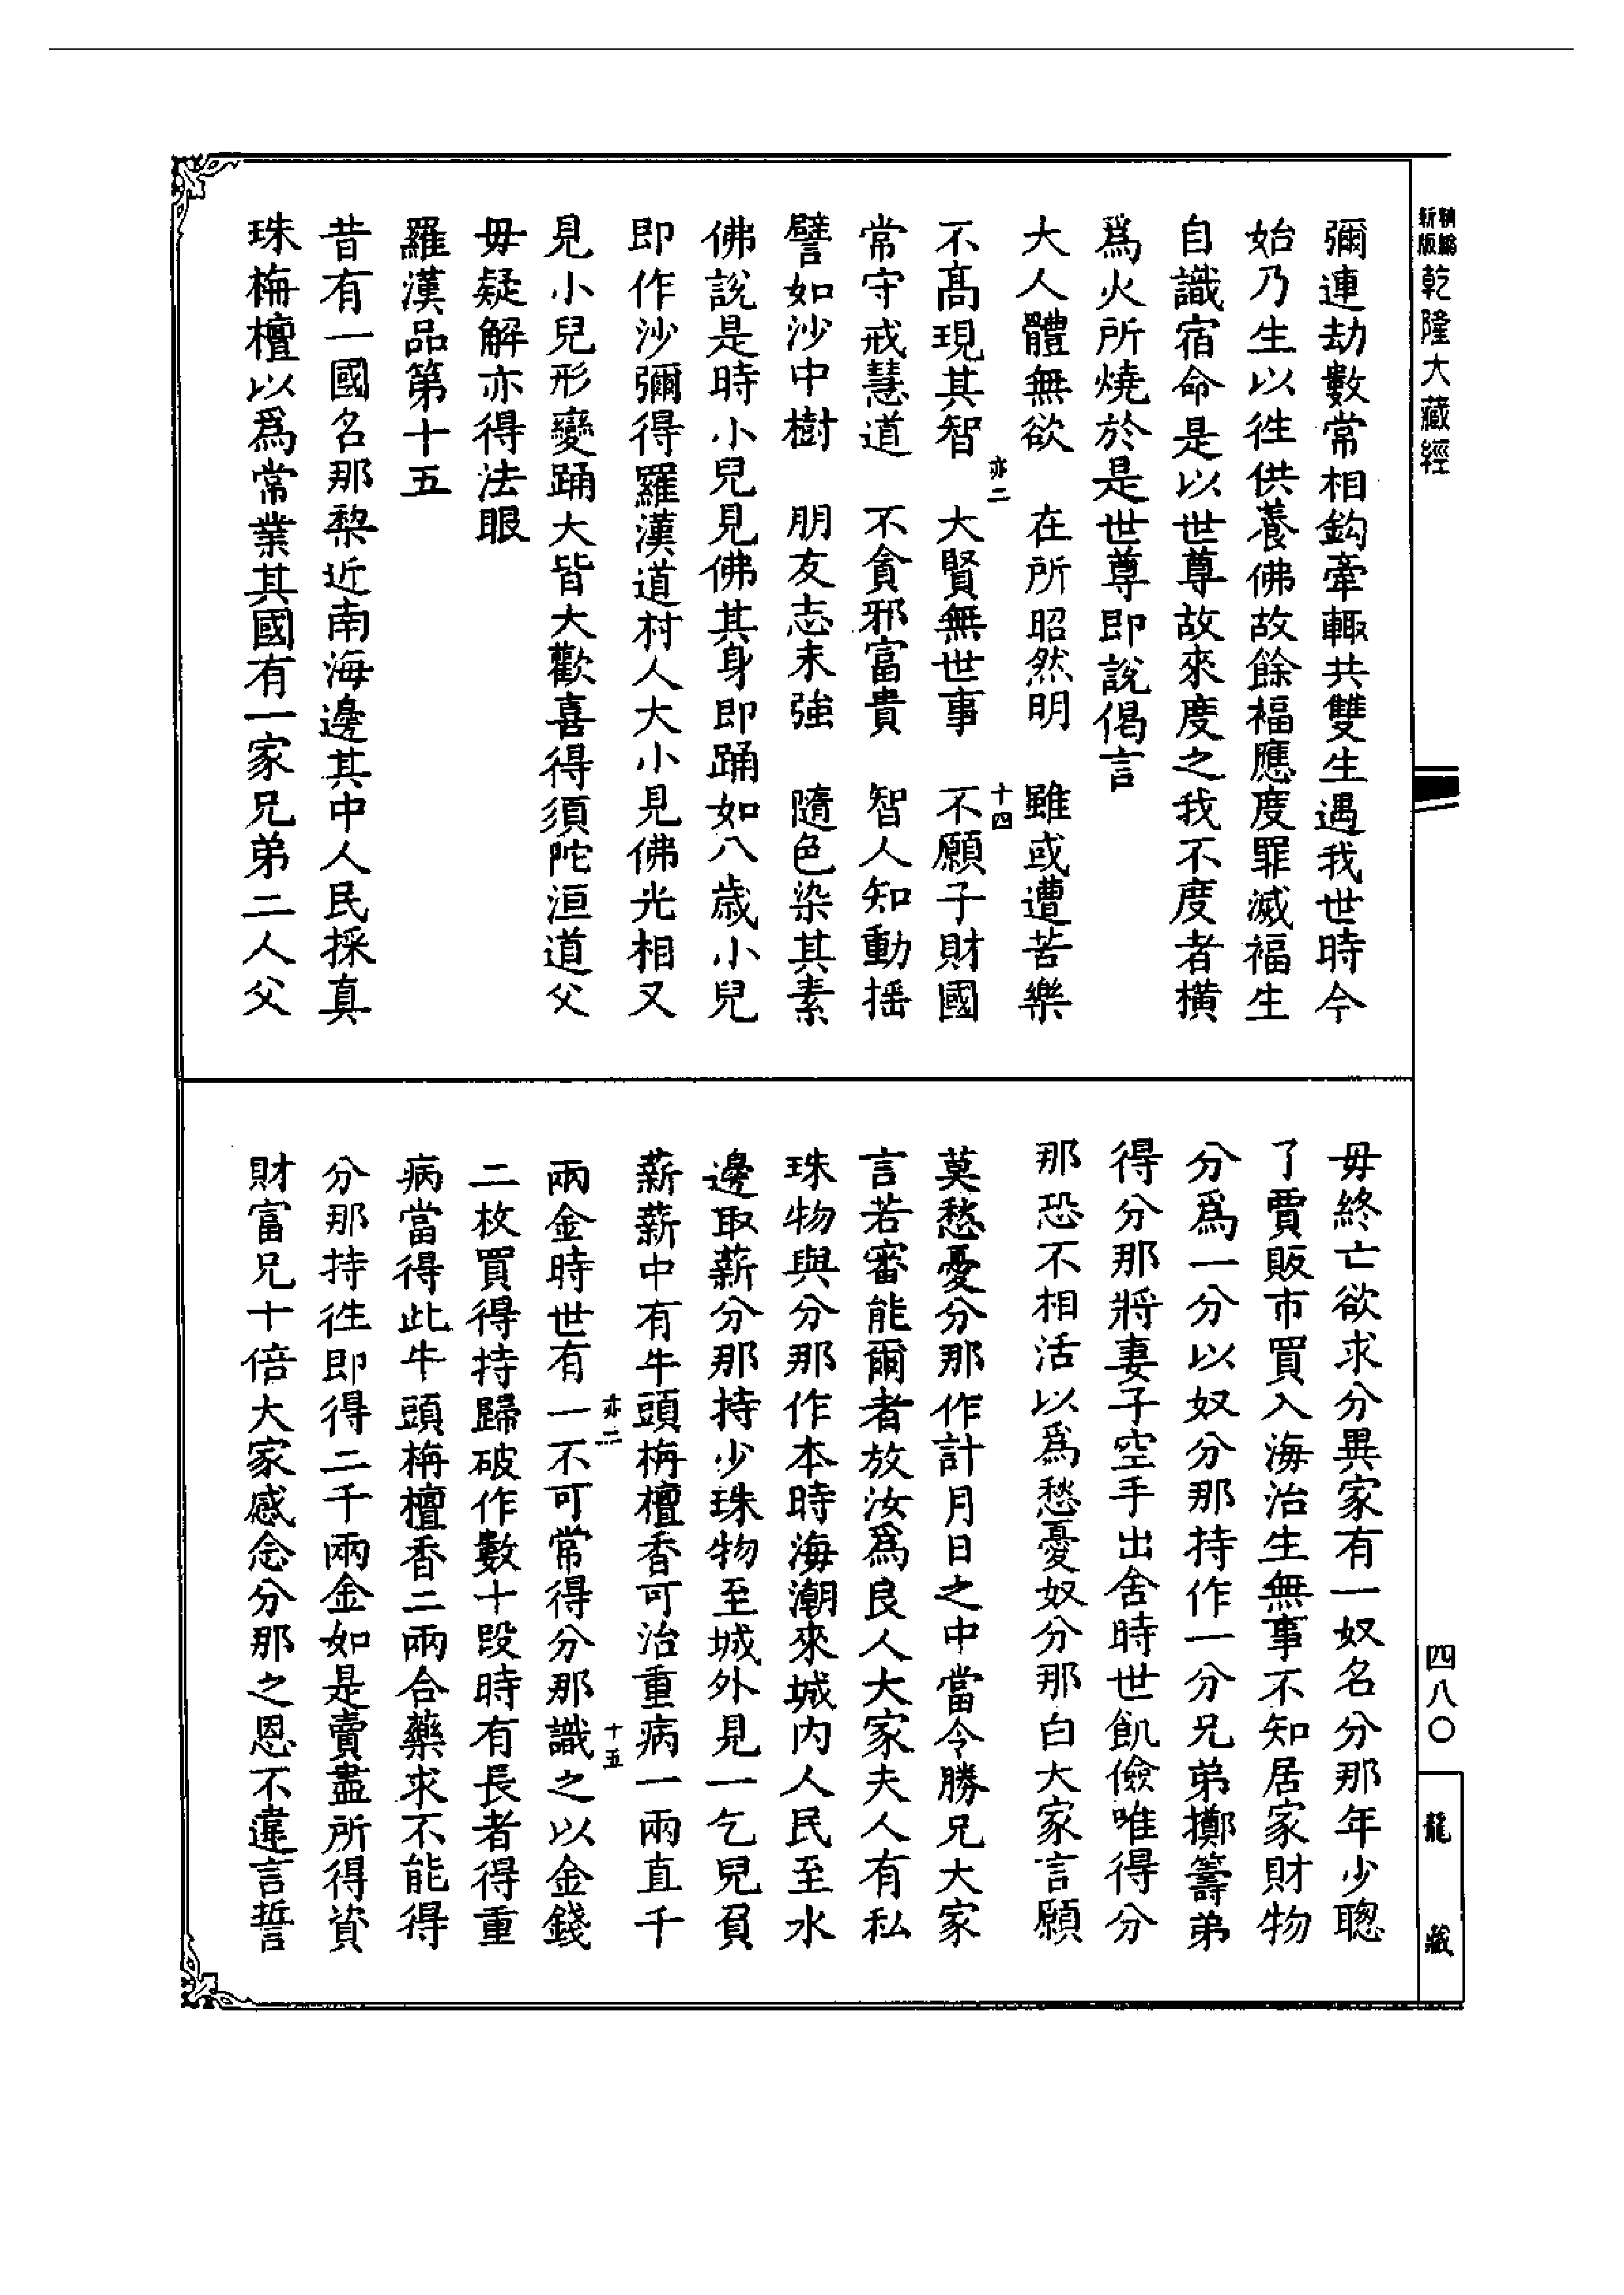 新版 精縮 乾隆大藏經
彌連劫數常相鈎牽輙共雙生遇我世時今
始乃生以徃供養佛故餘福應度罪滅福生
自識宿命是以世尊故來度之我不度者橫
爲火所燒於是世尊即說偈言
大人體無欲 在所昭然明 雖或遭苦樂
亦二 十四
不髙現其智 大賢無世事 不願子財國
常守戒慧道 不貪邪富貴 智人知動搖
譬如沙中樹 朋友志未強 隨色染其素
佛說是時小兒見佛其身即踊如八歳小兒
即作沙彌得羅漢道村人大小見佛光相又
見小兒形變踊大皆大歡喜得須陀洹道父
毋疑解亦得法眼
羅漢品第十五
昔有一國名那棃近南海邊其中人民採真
珠栴檀以爲常業其國有一家兄弟二人父
毋終亡欲求分異家有一奴名分那年少聰
了賈販市買入海治生無事不知居家財物
分爲一分以奴分那持作一分兄弟擲籌弟
得分那將妻子空手出舍時世飢儉唯得分
那恐不相活以爲愁憂奴分那白大家言願
莫愁憂分那作計月日之中當令勝兄大家
言若審能爾者放汝爲良人大家夫人有私
珠物與分那作本時海潮來城内人民至水
邊取薪分那持少珠物至城外見一乞兒負
薪薪中有牛頭栴檀香可治重病一兩直千
亦二 十五
兩金時世有一不可常得分那識之以金錢
二枚買得持歸破作數十段時有長者得重
病當得此牛頭栴檀香二兩合藥求不能得
分那持徃即得二千兩金如是賣盡所得資
財富兄十倍大家感念分那之恩不違言誓
四八〇
龍藏